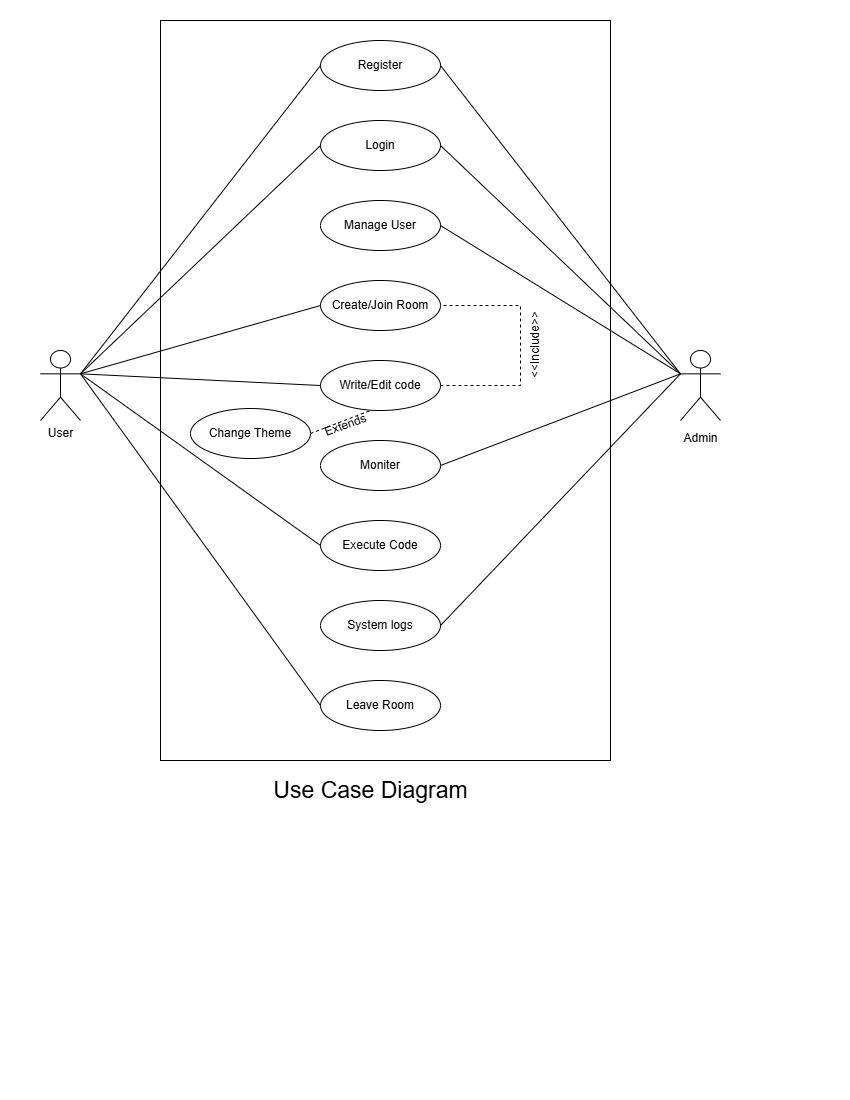 Register
Login
Manage User
Create/Join Room
<<Include>>
Write/Edit code
Extends
Change Theme
User
Admin
Moniter
Execute Code
System logs
Leave Room
Use Case Diagram